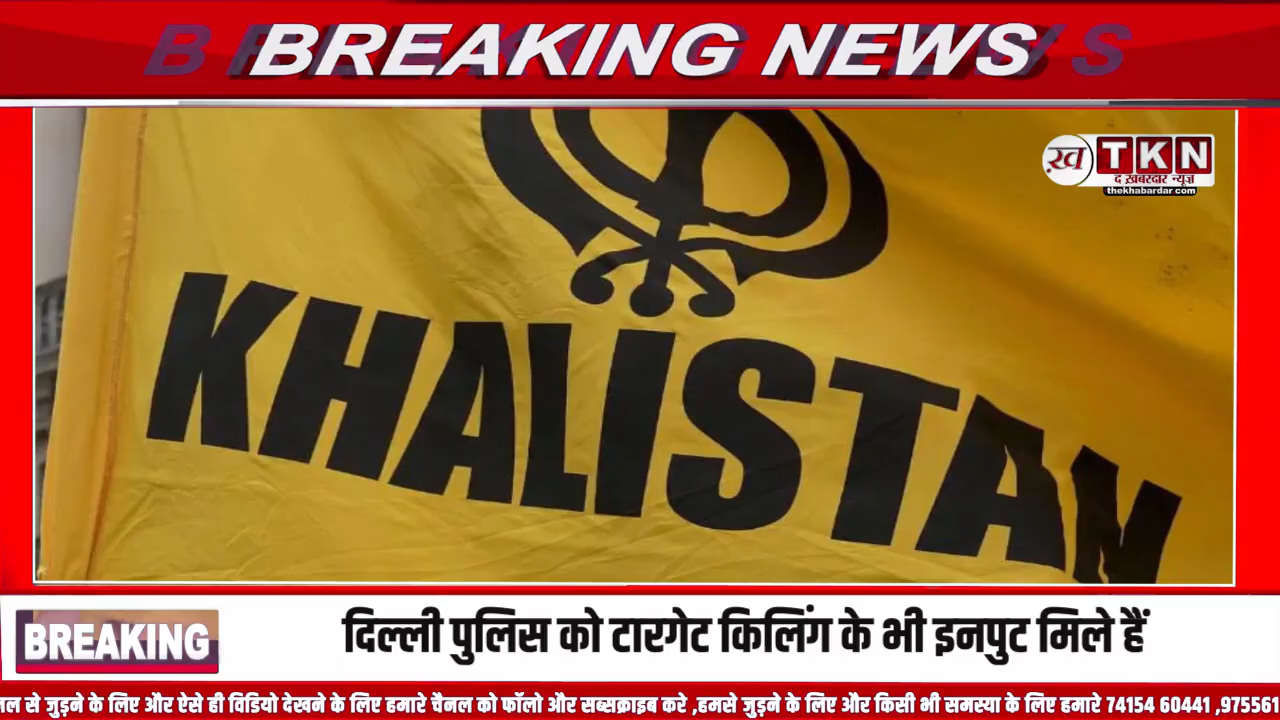 BREAKING NEWS
ख़ TKN
द ख़बरदार न्यूज़
thekhabardar.com
KHALISTAN
BREAKING
दिल्ली पुलिस को टारगेट किलिंग के भी इनपुट मिले हैं
से जुड़ने के लिए और ऐसे ही विडियो देखने के लिए हमारे चैनल को फॉलो और सब्सक्राइब करे ,हमसे जुड़ने के लिए और किसी भी समस्या के लिए हमारे 74154 60441 ,975561